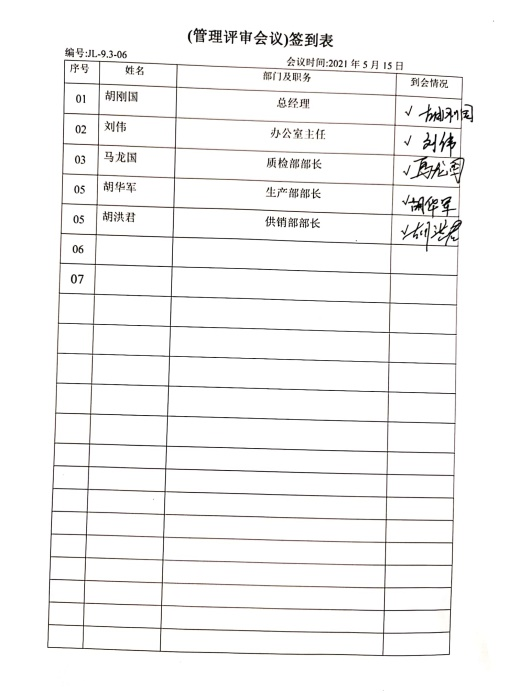 (管理评审会议)签到表
编号:JL-9.3-06 会议时间:2021 年 5 月 15 日
序号 姓名 部门及职务 到会情况
01 胡刚国 总经理 ✓
02 刘伟 办公室主任 ✓ 刘伟
03 马龙国 质检部部长 ✓ 马龙国
05 胡华军 生产部部长 ✓ 胡华军
05 胡洪君 供销部部长 ✓ 胡洪君
06
07